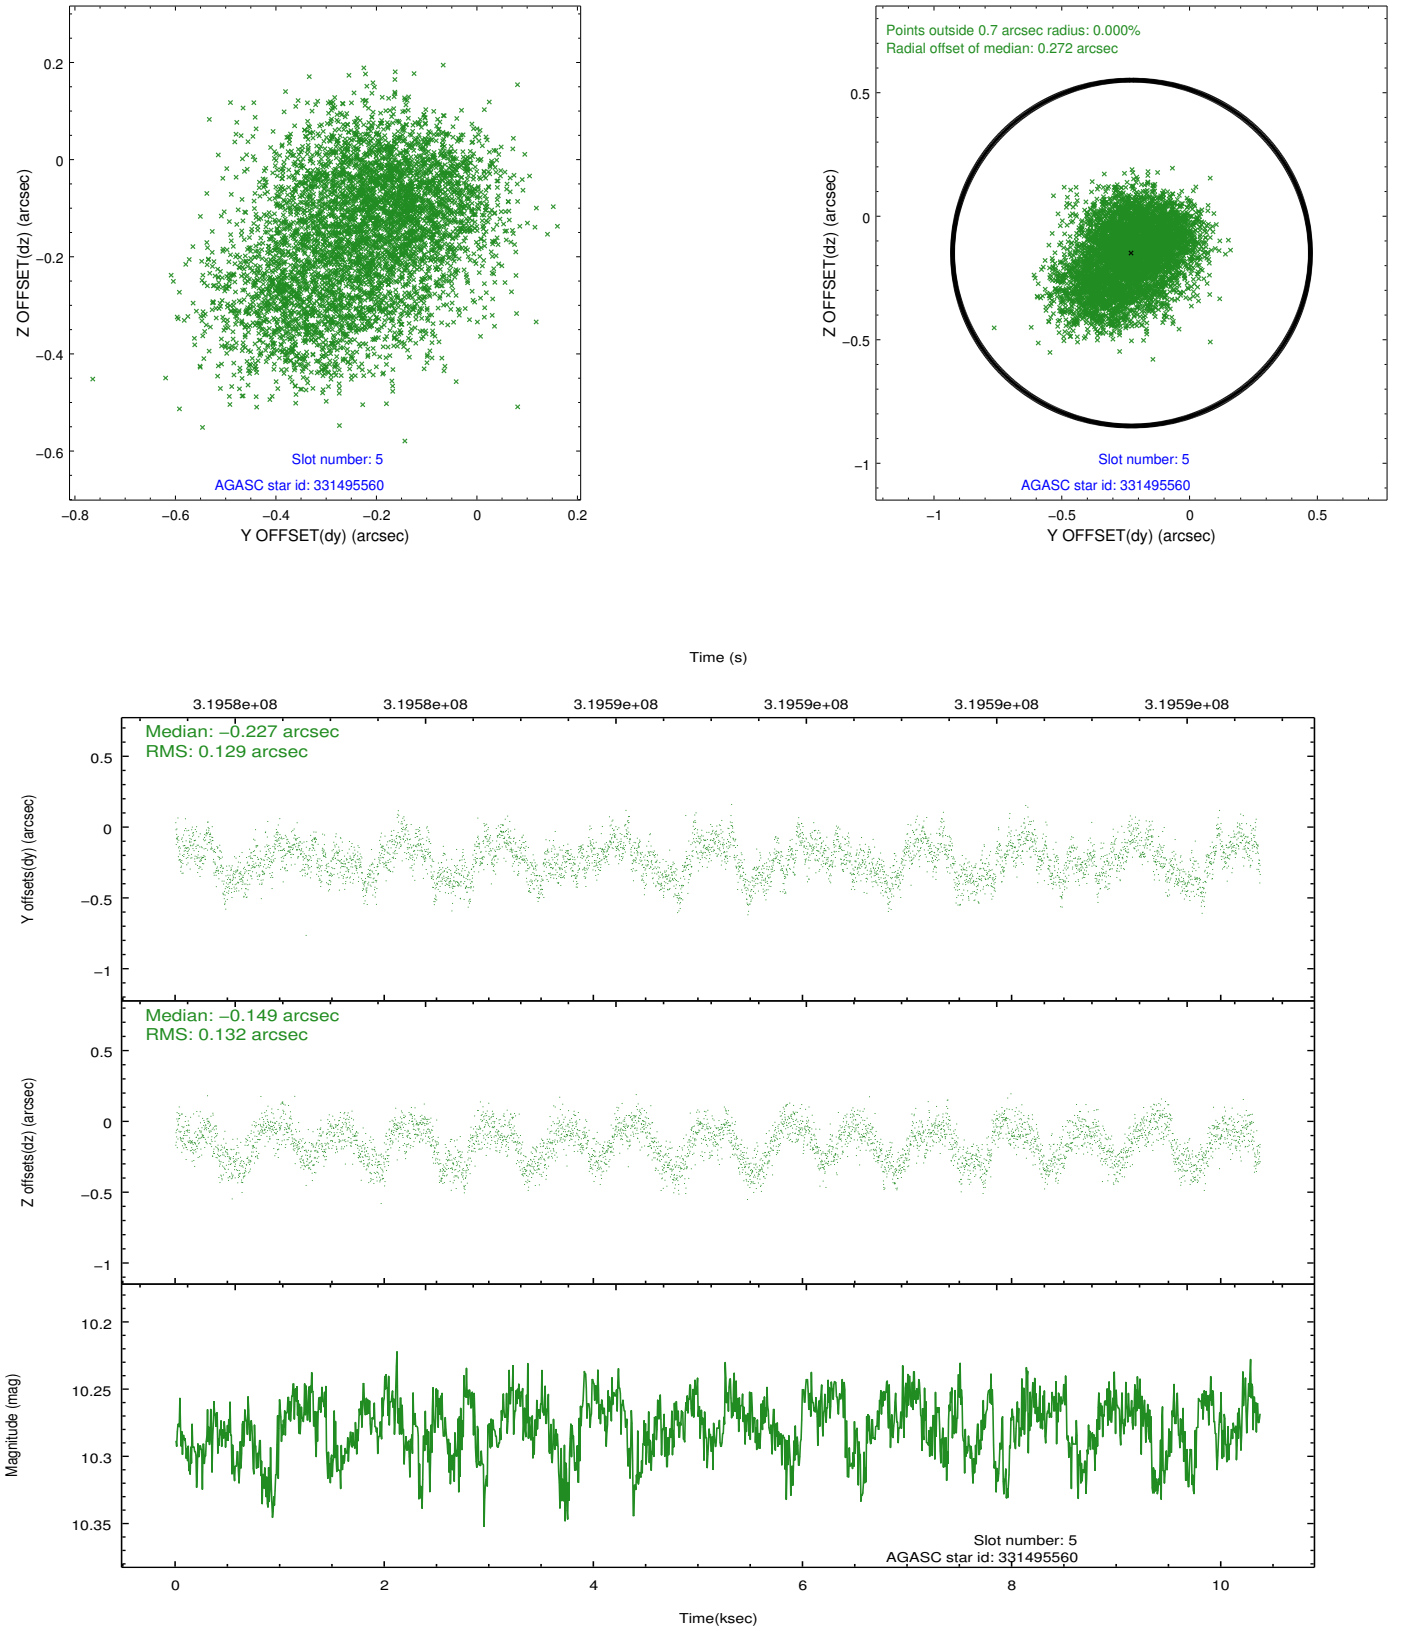 0.2
0
−0.2
−0.4
−0.6
Z OFFSET(dz) (arcsec)
Slot number: 5
AGASC star id: 331495560
−0.8
−0.6
−0.4
−0.2
0
0.2
Y OFFSET(dy) (arcsec)
Points outside 0.7 arcsec radius: 0.000%
Radial offset of median: 0.272 arcsec
0.5
0
−0.5
−1
Z OFFSET(dz) (arcsec)
Slot number: 5
AGASC star id: 331495560
−1
−0.5
0
0.5
Y OFFSET(dy) (arcsec)
Time (s)
3.1958e+08
3.1958e+08
3.1959e+08
3.1959e+08
3.1959e+08
3.1959e+08
Median: −0.227 arcsec
RMS: 0.129 arcsec
0.5
0
−0.5
−1
Y offsets(dy) (arcsec)
Median: −0.149 arcsec
RMS: 0.132 arcsec
0.5
0
−0.5
−1
Z offsets(dz) (arcsec)
10.2
10.25
10.3
10.35
Magnitude (mag)
Slot number: 5
AGASC star id: 331495560
0
2
4
6
8
10
Time(ksec)